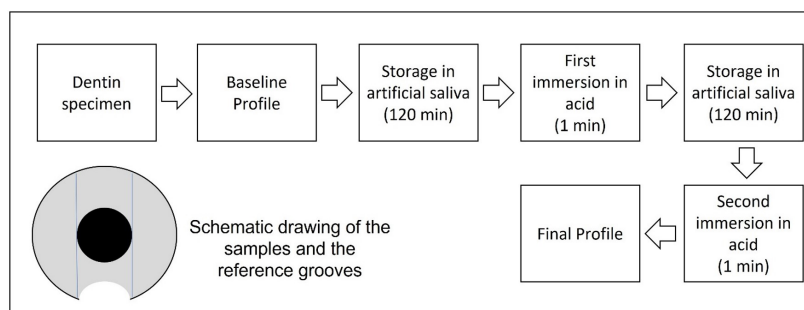 Dentin
specimen
Baseline
Profile
Storage in
artificial saliva
(120 min)
First
immersion in
acid
(1 min)
Storage in
artificial saliva
(120 min)
Second
immersion in
acid
(1 min)
Final Profile
Schematic drawing of the
samples and the
reference grooves